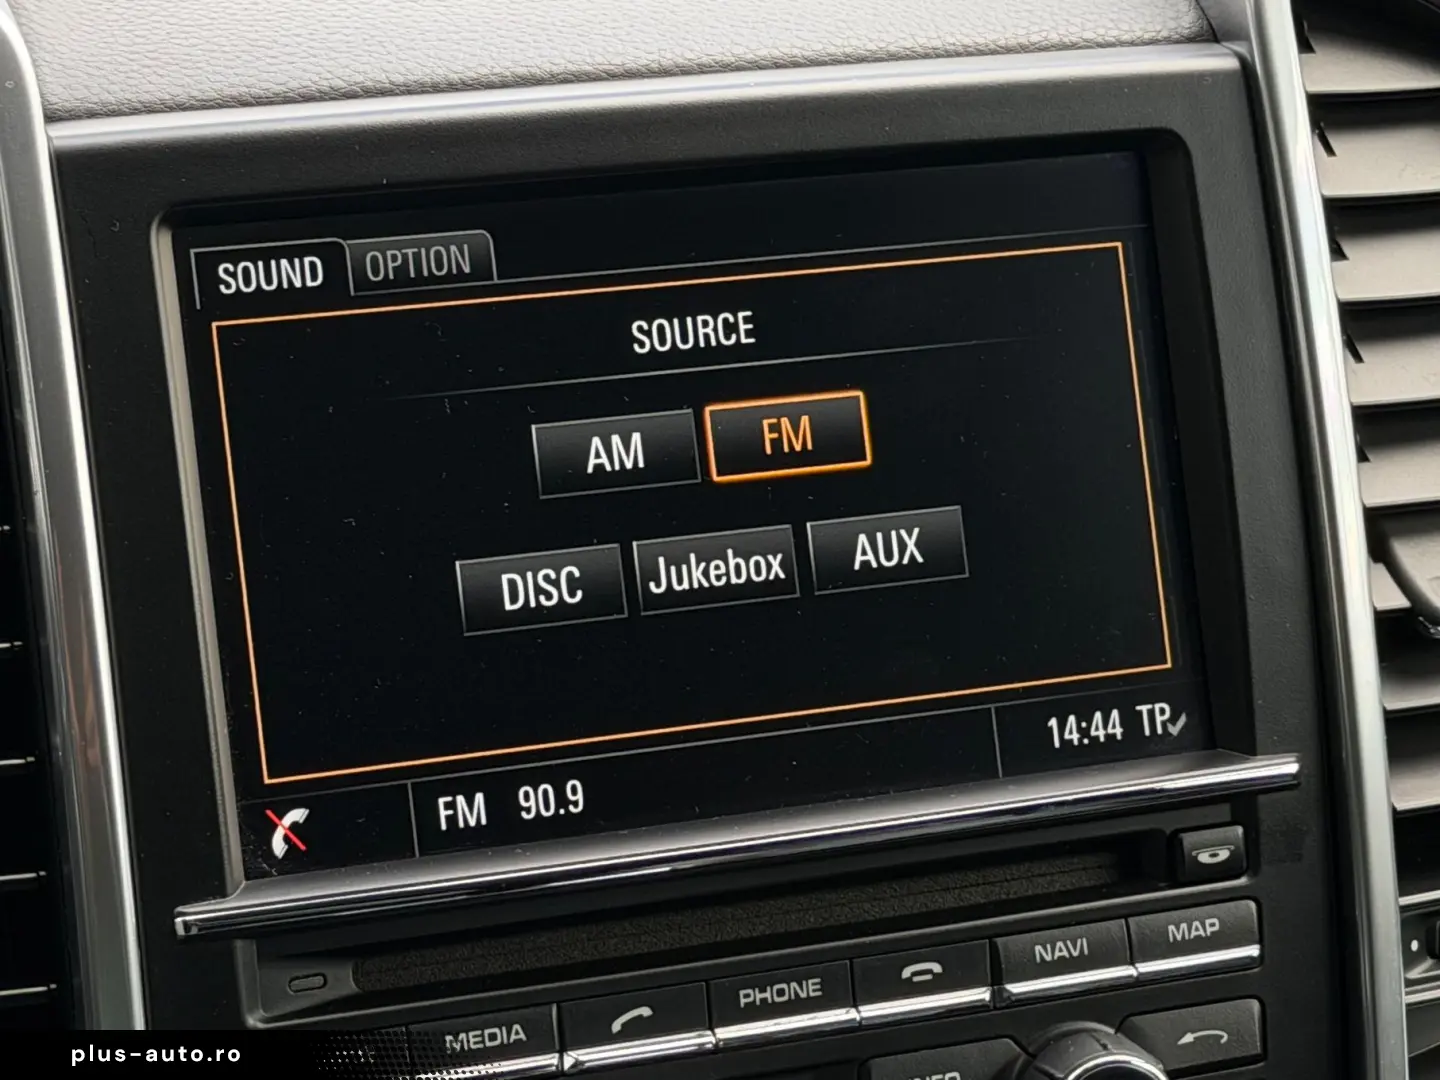 SOUND OPTION
SOURCE
AM FM
DISC Jukebox AUX
FM 90.9 14:44 TP
MEDIA PHONE NAVI MAP
plus-auto.ro